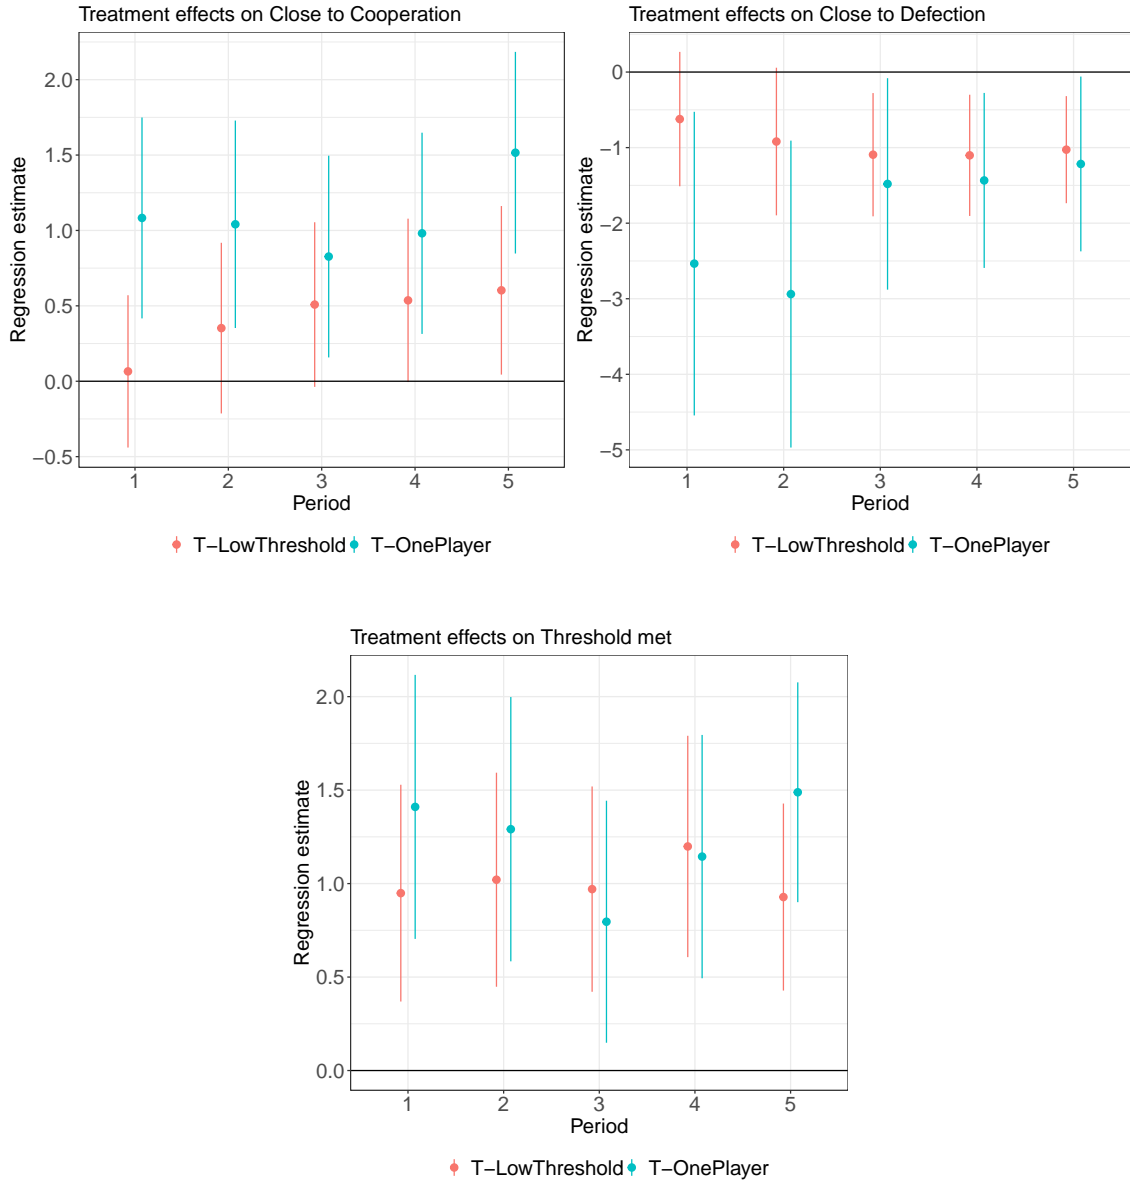 Treatment effects on Close to Cooperation
Regression estimate
2.0
1.5
1.0
0.5
0.0
−0.5
1 2 3 4 5
Period
T−LowThreshold T−OnePlayer
Treatment effects on Close to Defection
Regression estimate
0
−1
−2
−3
−4
−5
1 2 3 4 5
Period
T−LowThreshold T−OnePlayer
Treatment effects on Threshold met
Regression estimate
2.0
1.5
1.0
0.5
0.0
1 2 3 4 5
Period
T−LowThreshold T−OnePlayer